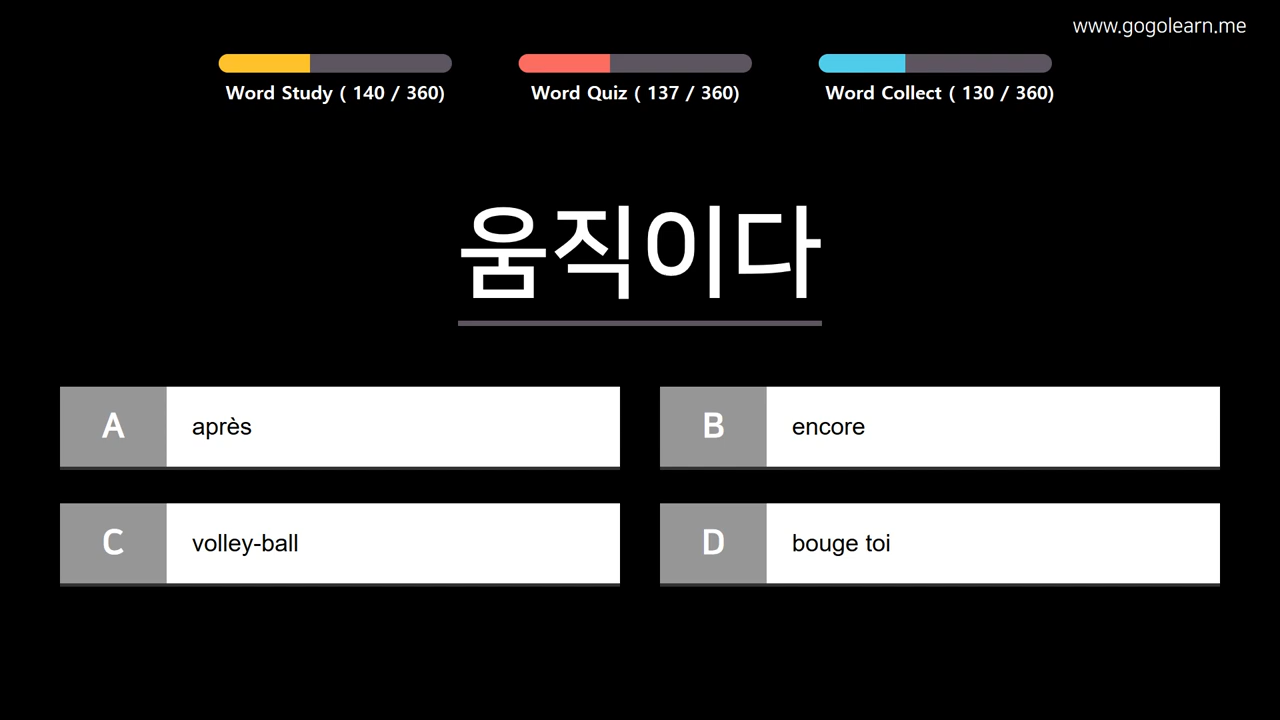 www.gogolearn.me
Word Study ( 140 / 360)
Word Quiz ( 137 / 360)
Word Collect ( 130 / 360)
움직이다
A après
B encore
C volley-ball
D bouge toi